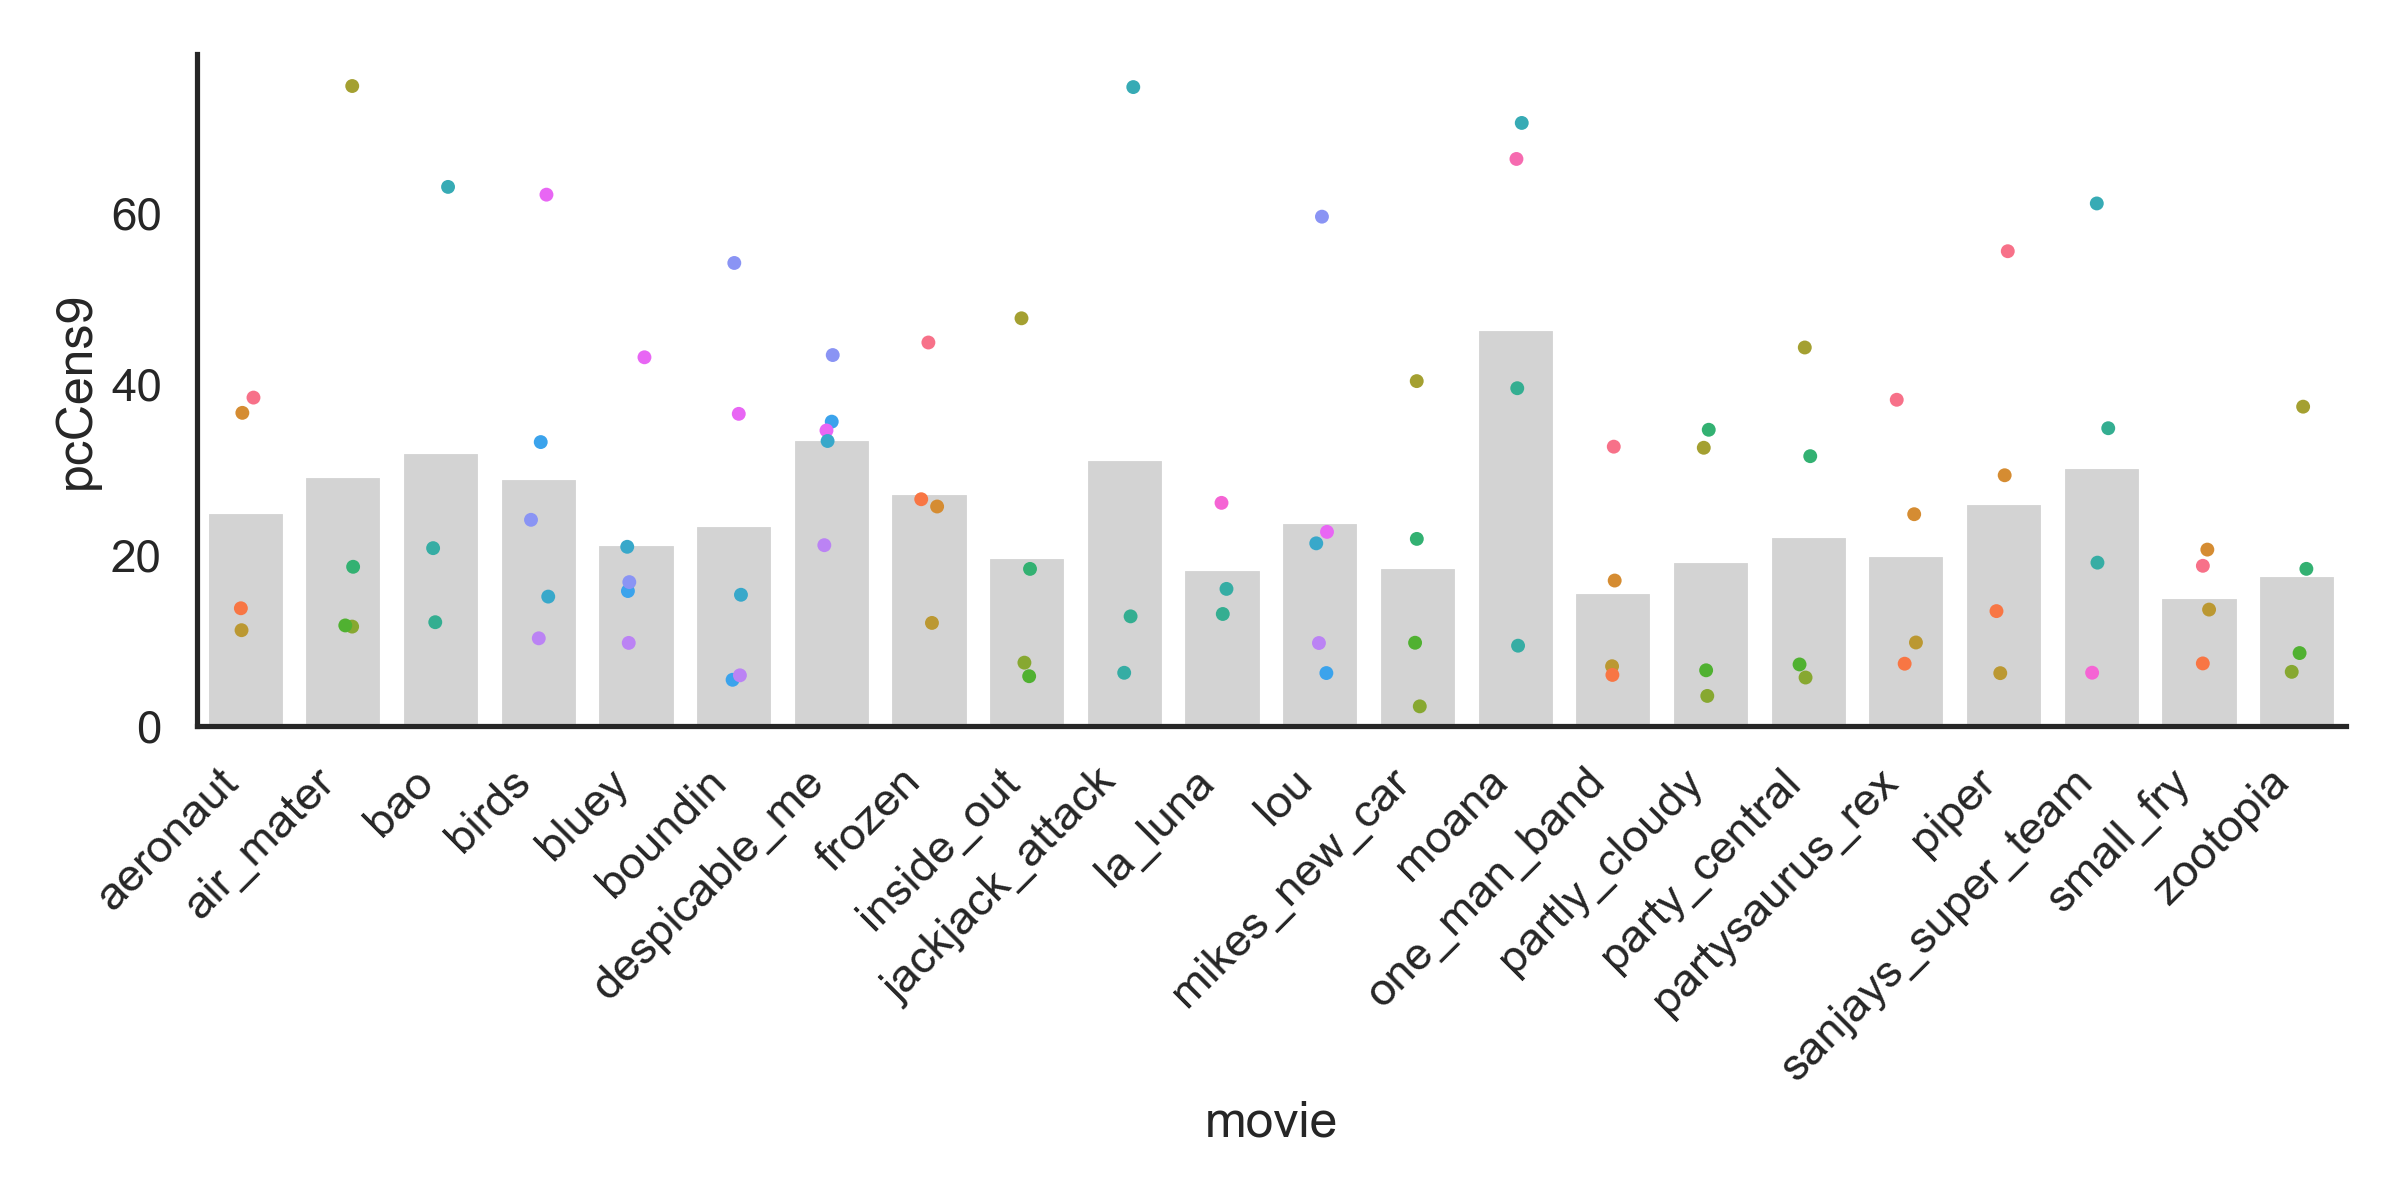 pcCens9
60
40
20
0
aeronaut
air_mater
bao
birds
bluey
boundin
despicable_me
frozen
inside_out
jackjack_attack
la_luna
lou
mikes_new_car
moana
one_man_band
partly_cloudy
party_central
partysaurus_rex
piper
sanjays_super_team
small_fry
zootopia
movie